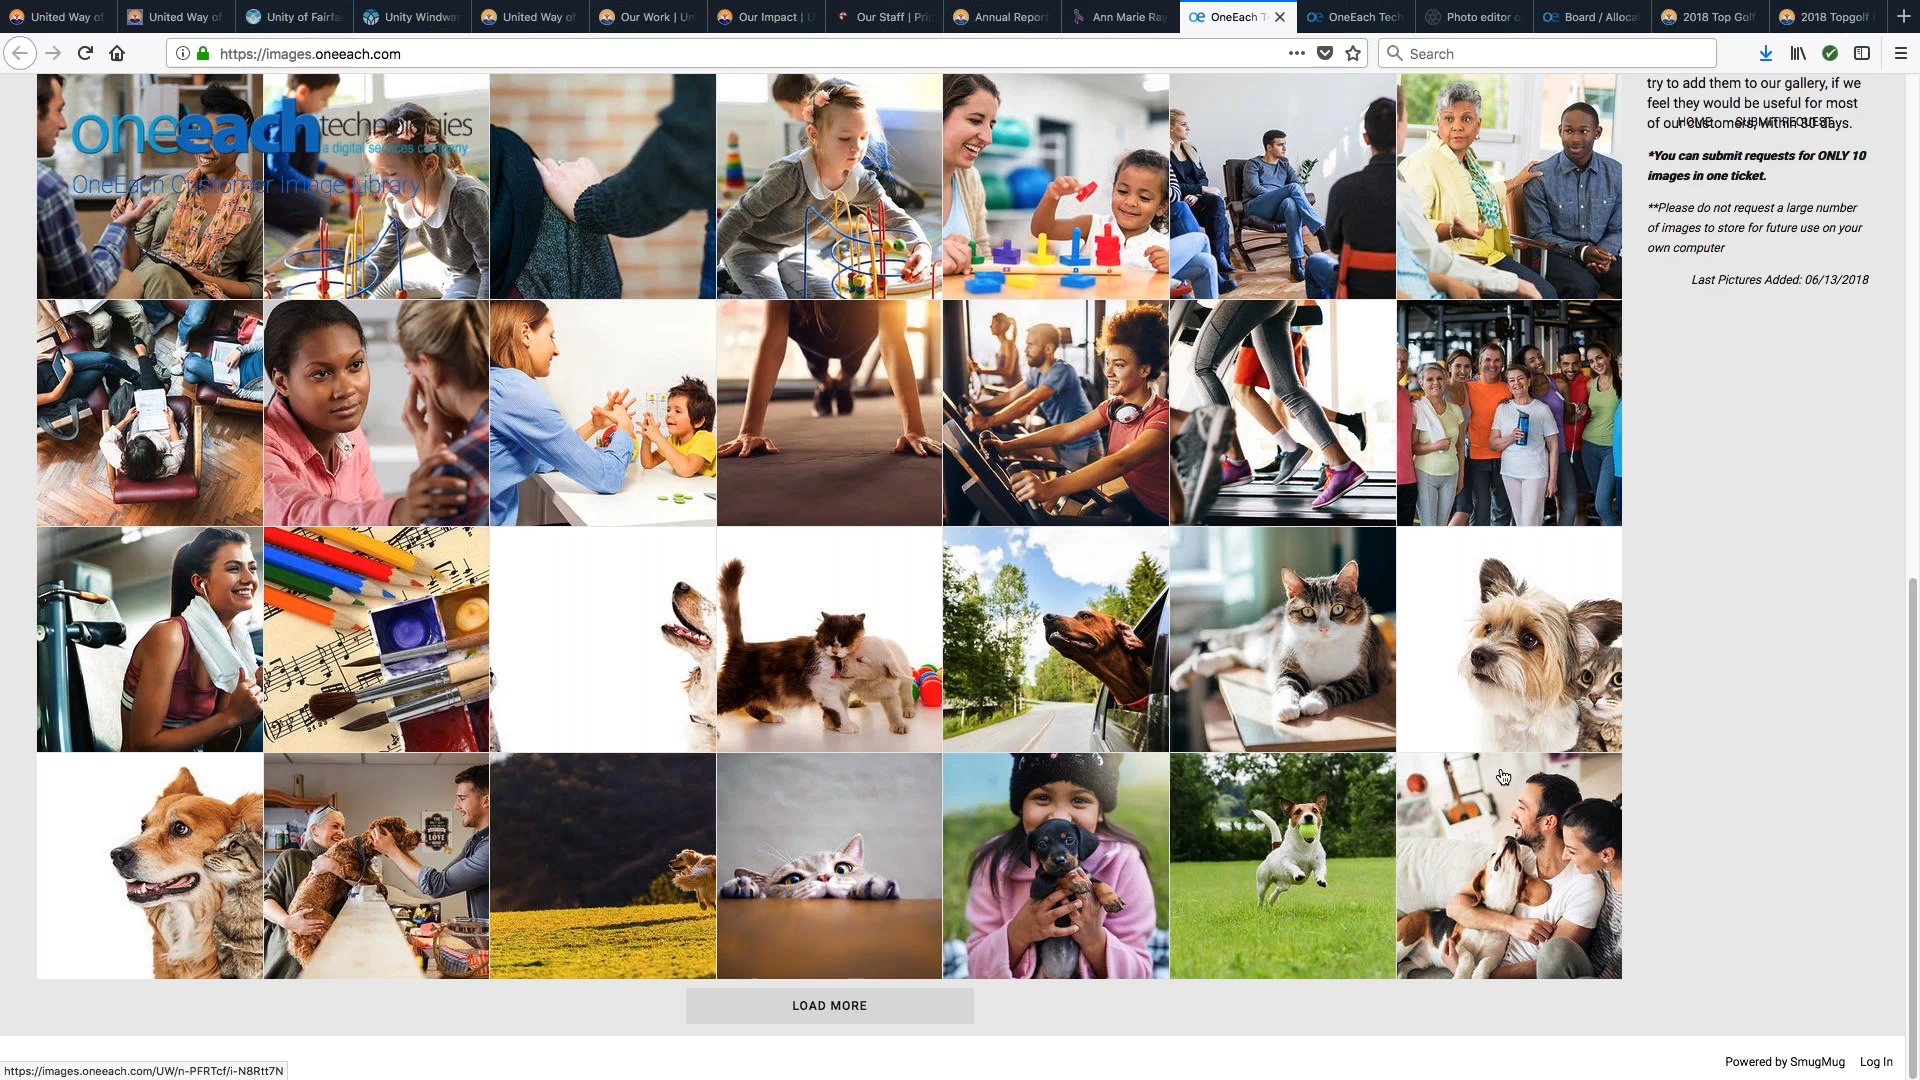 United Way of
United Way of
Unity of Fairfa
Unity Windwar
United Way of
Our Work | Un
Our Impact | U
Our Staff | Pri
Annual Report
Ann Marie Ray
OneEach T
OneEach Tech
Photo editor o
Board / Alloca
2018 Top Golf
2018 Topgolf
https://images.oneeach.com
Search
try to add them to our gallery, if we
feel they would be useful for most
of our customers, within 30 days.
HOME SUBMIT REQUEST
*You can submit requests for ONLY 10
images in one ticket.
**Please do not request a large number
of images to store for future use on your
own computer
Last Pictures Added: 06/13/2018
oneeach technologies
a digital services company
OneEach Customer Image Library
LOAD MORE
Powered by SmugMug Log In
https://images.oneeach.com/UW/n-PFRTcf/i-N8Rtt7N